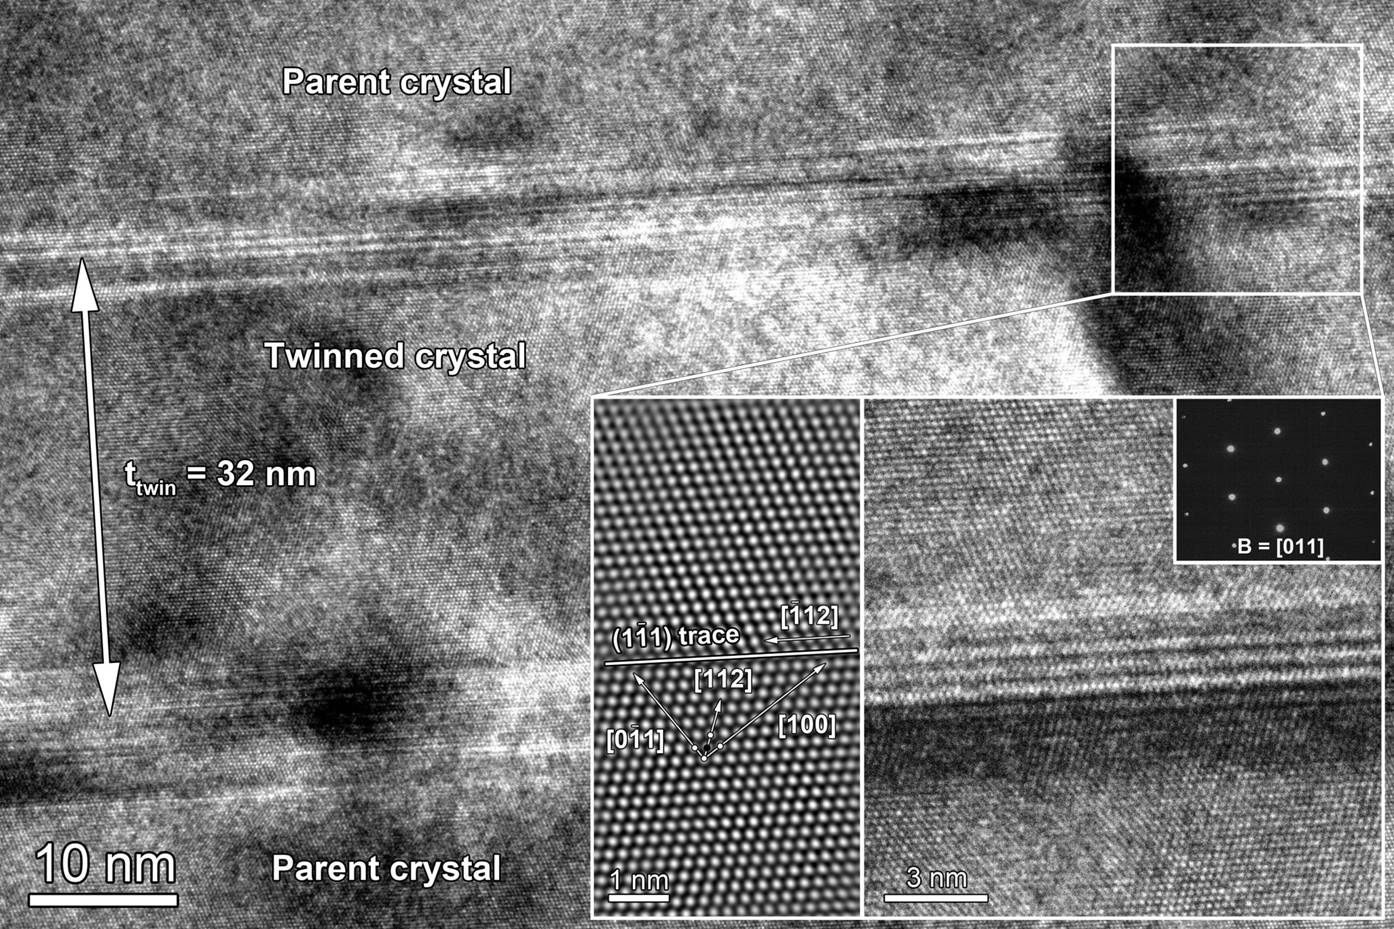 Parent crystal
Twinned crystal
t_twin = 32 nm
B = [011]
[1̄12]
(11̄1) trace
[112]
[100]
[01̄1]
10 nm
Parent crystal
1 nm
3 nm